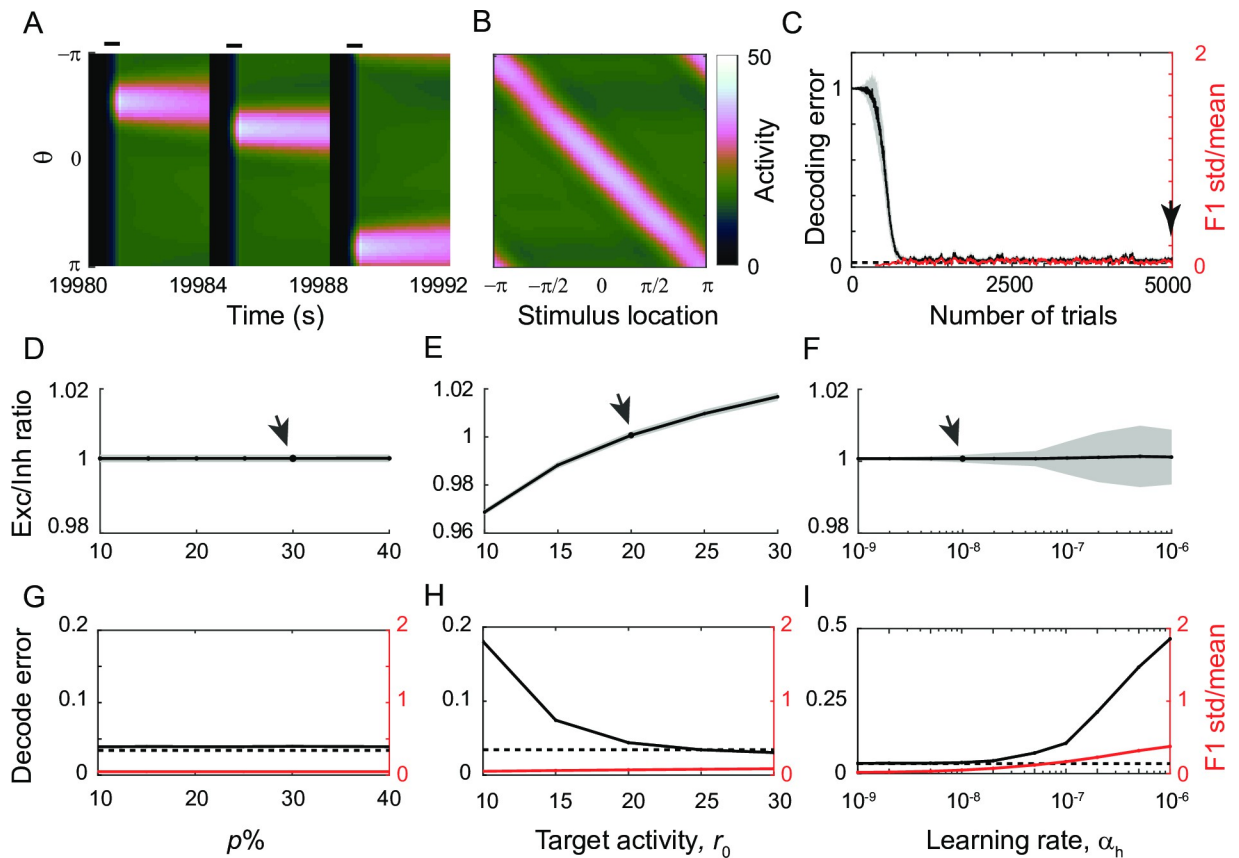 A
−π
θ 0
π
19980 19984 19988 19992
Time (s)
B
−π −π/2 0 π/2 π
Stimulus location
50
Activity
0
C
Decoding error
1
0
2
F1 std/mean
0
0 2500 5000
Number of trials
D
Exc/Inh ratio
1.02
1
0.98
10 20 30 40
E
1.02
1
0.98
0.96
10 15 20 25 30
F
1.02
1
0.98
10⁻⁹ 10⁻⁸ 10⁻⁷ 10⁻⁶
G
Decode error
0.2
0.1
0
2
1
0
10 20 30 40
p%
H
0.2
0.1
0
2
1
0
10 15 20 25 30
Target activity, r₀
I
0.5
0.25
0
2
1
0
F1 std/mean
10⁻⁹ 10⁻⁸ 10⁻⁷ 10⁻⁶
Learning rate, αₕ